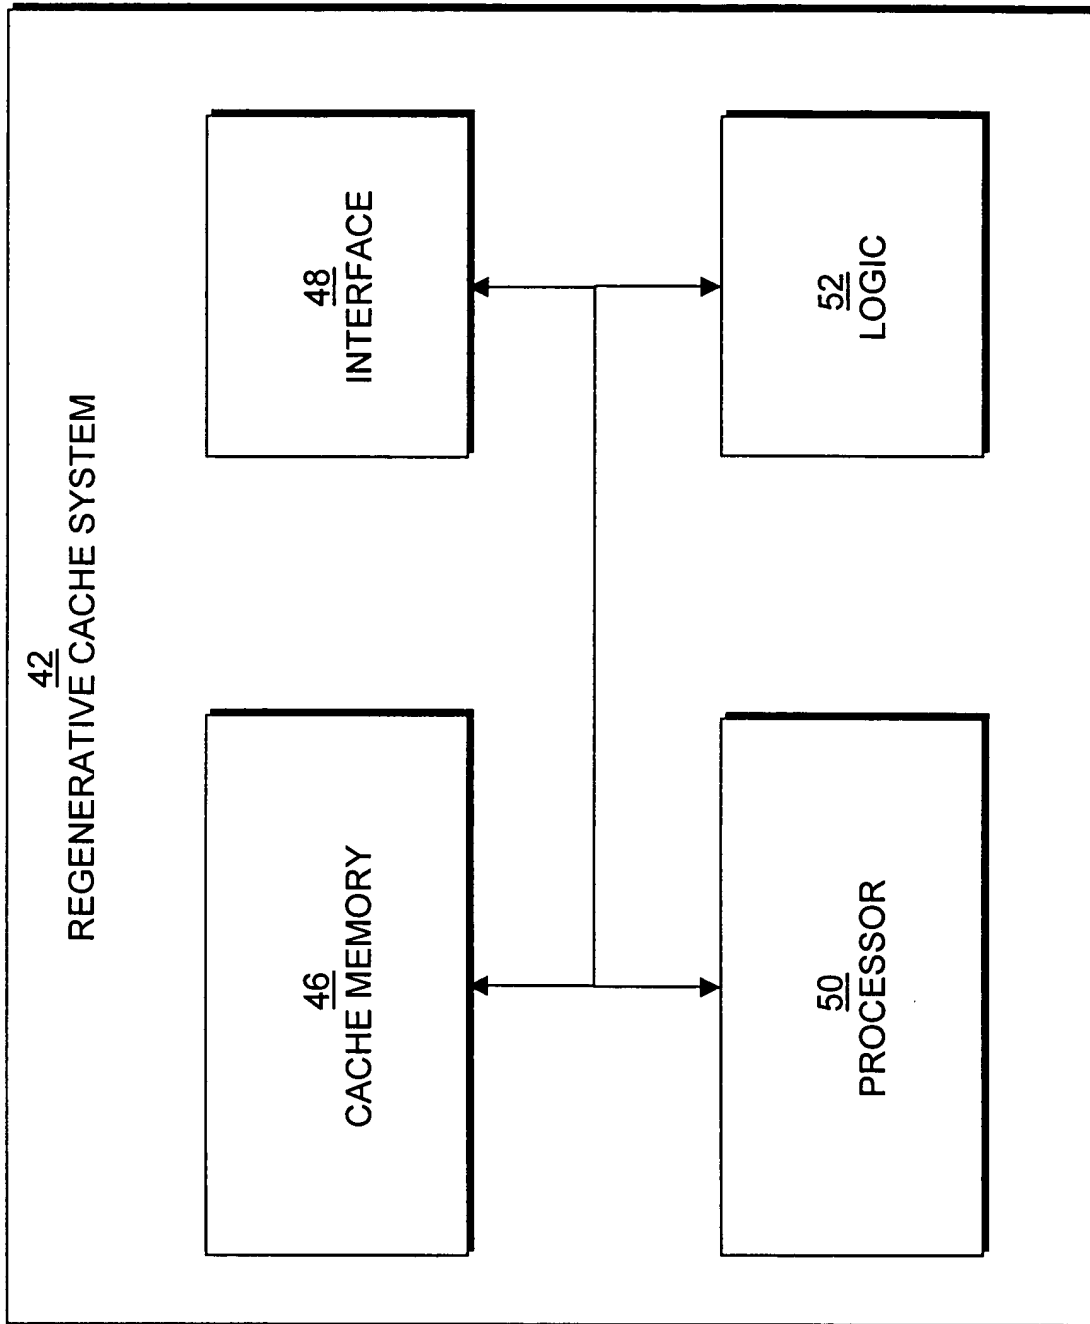 42
REGENERATIVE CACHE SYSTEM
46
CACHE MEMORY
48
INTERFACE
50
PROCESSOR
52
LOGIC